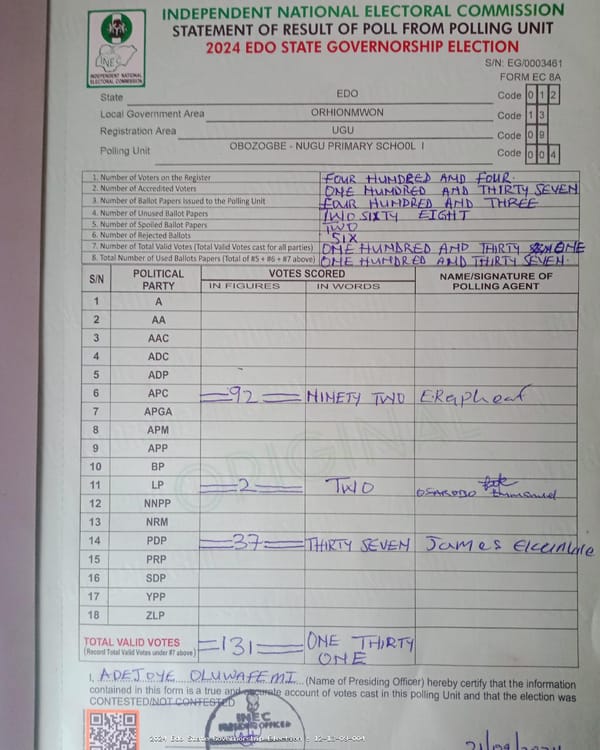 INDEPENDENT NATIONAL ELECTORAL COMMISSION
STATEMENT OF RESULT OF POLL FROM POLLING UNIT
2024 EDO STATE GOVERNORSHIP ELECTION
INEC
INDEPENDENT NATIONAL
ELECTORAL COMMISSION
S/N: EG/0003461
FORM EC 8A
State EDO Code 0 1 2
Local Government Area ORHIONMWON Code 1 3
Registration Area UGU Code 0 9
Polling Unit OBOZOGBE - NUGU PRIMARY SCHOOL I Code 0 0 4
1. Number of Voters on the Register FOUR HUNDRED AND FOUR.
2. Number of Accredited Voters ONE HUNDRED AND THIRTY SEVEN
3. Number of Ballot Papers Issued to the Polling Unit FOUR HUNDRED AND THREE
4. Number of Unused Ballot Papers TWO SIXTY EIGHT
5. Number of Spoiled Ballot Papers TWO
6. Number of Rejected Ballots SIX
7. Number of Total Valid Votes (Total Valid Votes cast for all parties) ONE HUNDRED AND THIRTY ONE
8. Total Number of Used Ballots Papers (Total of #5 + #6 + #7 above) ONE HUNDRED AND THIRTY SEVEN.
S/N POLITICAL PARTY VOTES SCORED NAME/SIGNATURE OF POLLING AGENT
IN FIGURES IN WORDS
1 A
2 AA
3 AAC
4 ADC
5 ADP
6 APC =92= NINETY TWO
7 APGA
8 APM
9 APP
10 BP
11 LP =2= TWO OSAROBO Emmanuel
12 NNPP
13 NRM
14 PDP =37= THIRTY SEVEN James
15 PRP
16 SDP
17 YPP
18 ZLP
ORIGINAL
TOTAL VALID VOTES =131= ONE THIRTY
(Record Total Valid Votes under #7 above) ONE
I, ADEJOYE OLUWAFEMI (Name of Presiding Officer) hereby certify that the information
contained in this form is a true and accurate account of votes cast in this polling Unit and that the election was
CONTESTED/NOT CONTESTED
INEC
PRESIDING OFFICER
2024 Edo State Governorship Election : 12-13-09-004